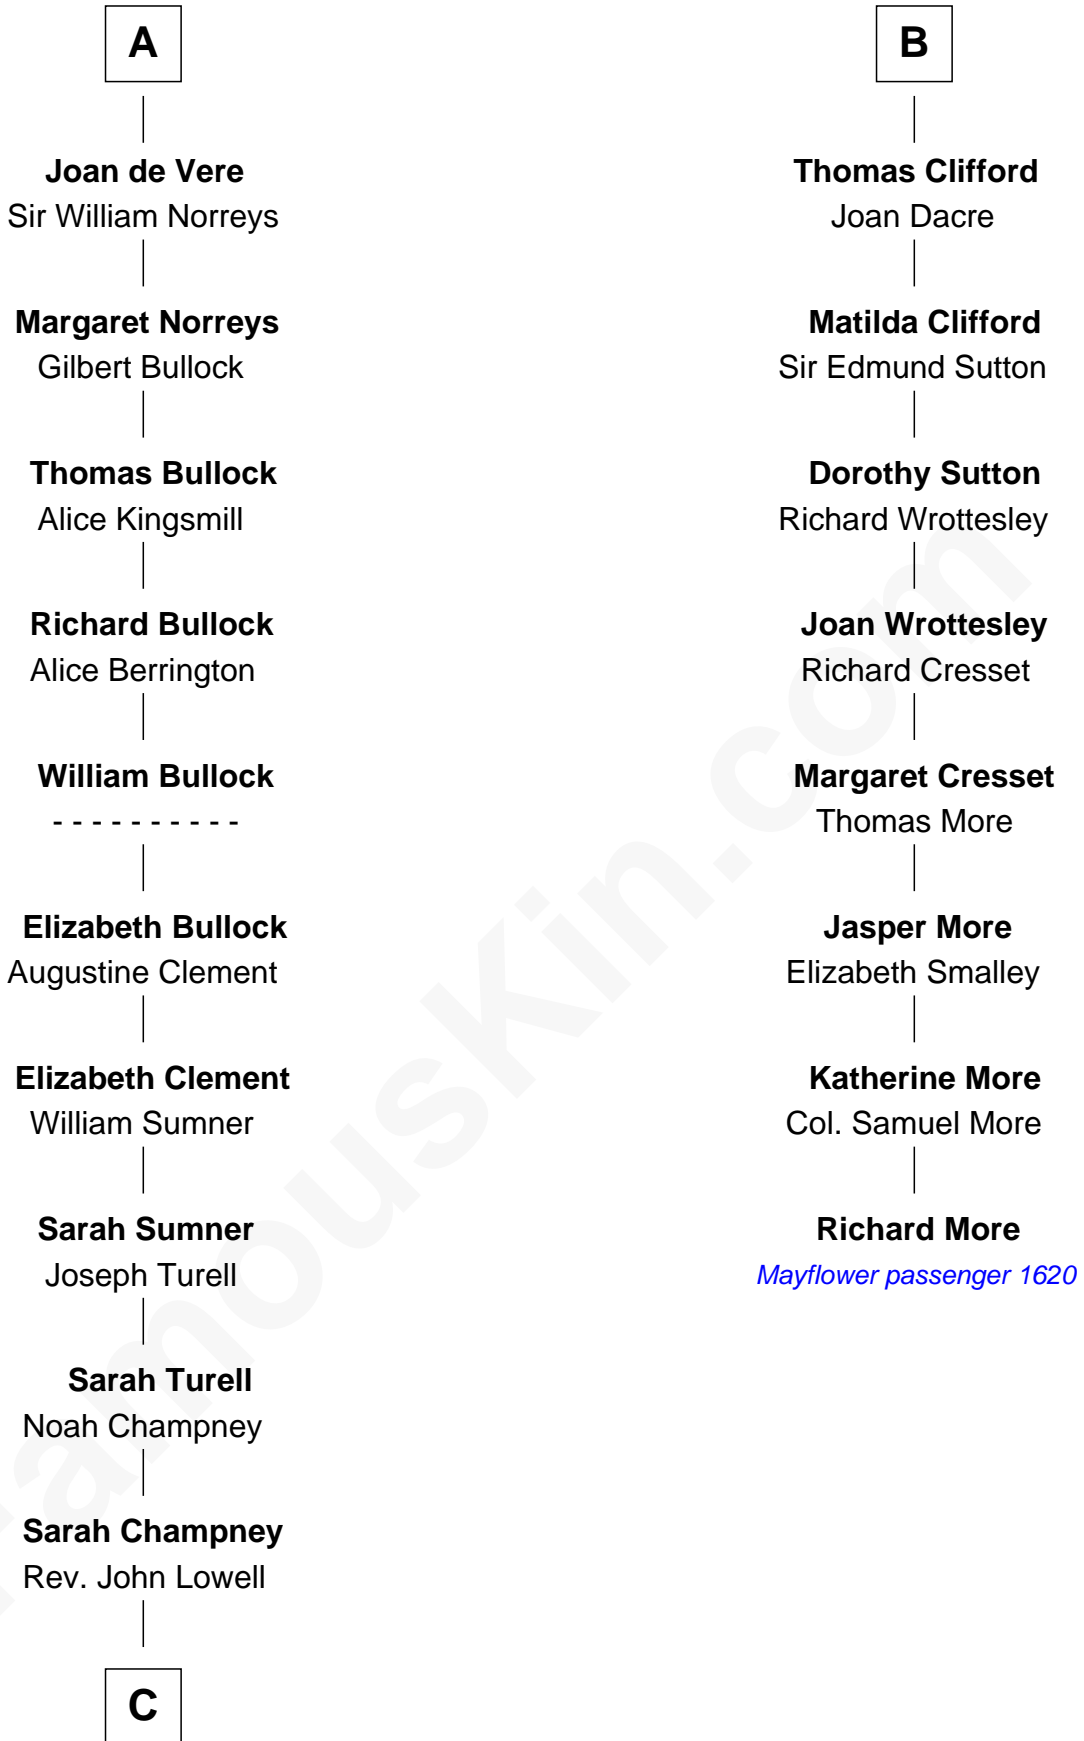 A
Joan de Vere
Sir William Norreys
Margaret Norreys
Gilbert Bullock
Thomas Bullock
Alice Kingsmill
Richard Bullock
Alice Berrington
William Bullock
- - - - - - - - - -
Elizabeth Bullock
Augustine Clement
Elizabeth Clement
William Sumner
Sarah Sumner
Joseph Turell
Sarah Turell
Noah Champney
Sarah Champney
Rev. John Lowell
C
B
Thomas Clifford
Joan Dacre
Matilda Clifford
Sir Edmund Sutton
Dorothy Sutton
Richard Wrottesley
Joan Wrottesley
Richard Cresset
Margaret Cresset
Thomas More
Jasper More
Elizabeth Smalley
Katherine More
Col. Samuel More
Richard More
Mayflower passenger 1620
FamousKin.com